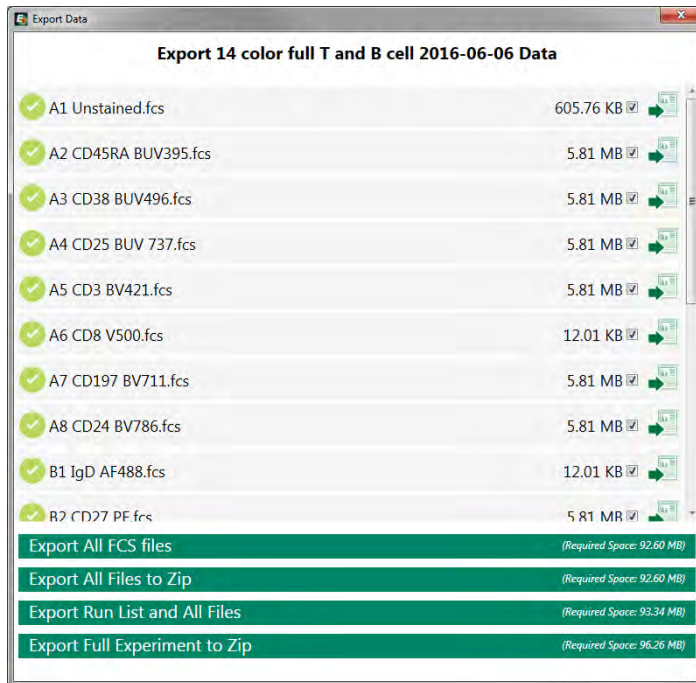 Export Data
Export 14 color full T and B cell 2016-06-06 Data
A1 Unstained.fcs 605.76 KB
A2 CD45RA BUV395.fcs 5.81 MB
A3 CD38 BUV496.fcs 5.81 MB
A4 CD25 BUV 737.fcs 5.81 MB
A5 CD3 BV421.fcs 5.81 MB
A6 CD8 V500.fcs 12.01 KB
A7 CD197 BV711.fcs 5.81 MB
A8 CD24 BV786.fcs 5.81 MB
B1 IgD AF488.fcs 12.01 KB
B2 CD27 PE.fcs 5.81 MB
Export All FCS files (Required Space: 92.60 MB)
Export All Files to Zip (Required Space: 92.60 MB)
Export Run List and All Files (Required Space: 93.34 MB)
Export Full Experiment to Zip (Required Space: 96.26 MB)